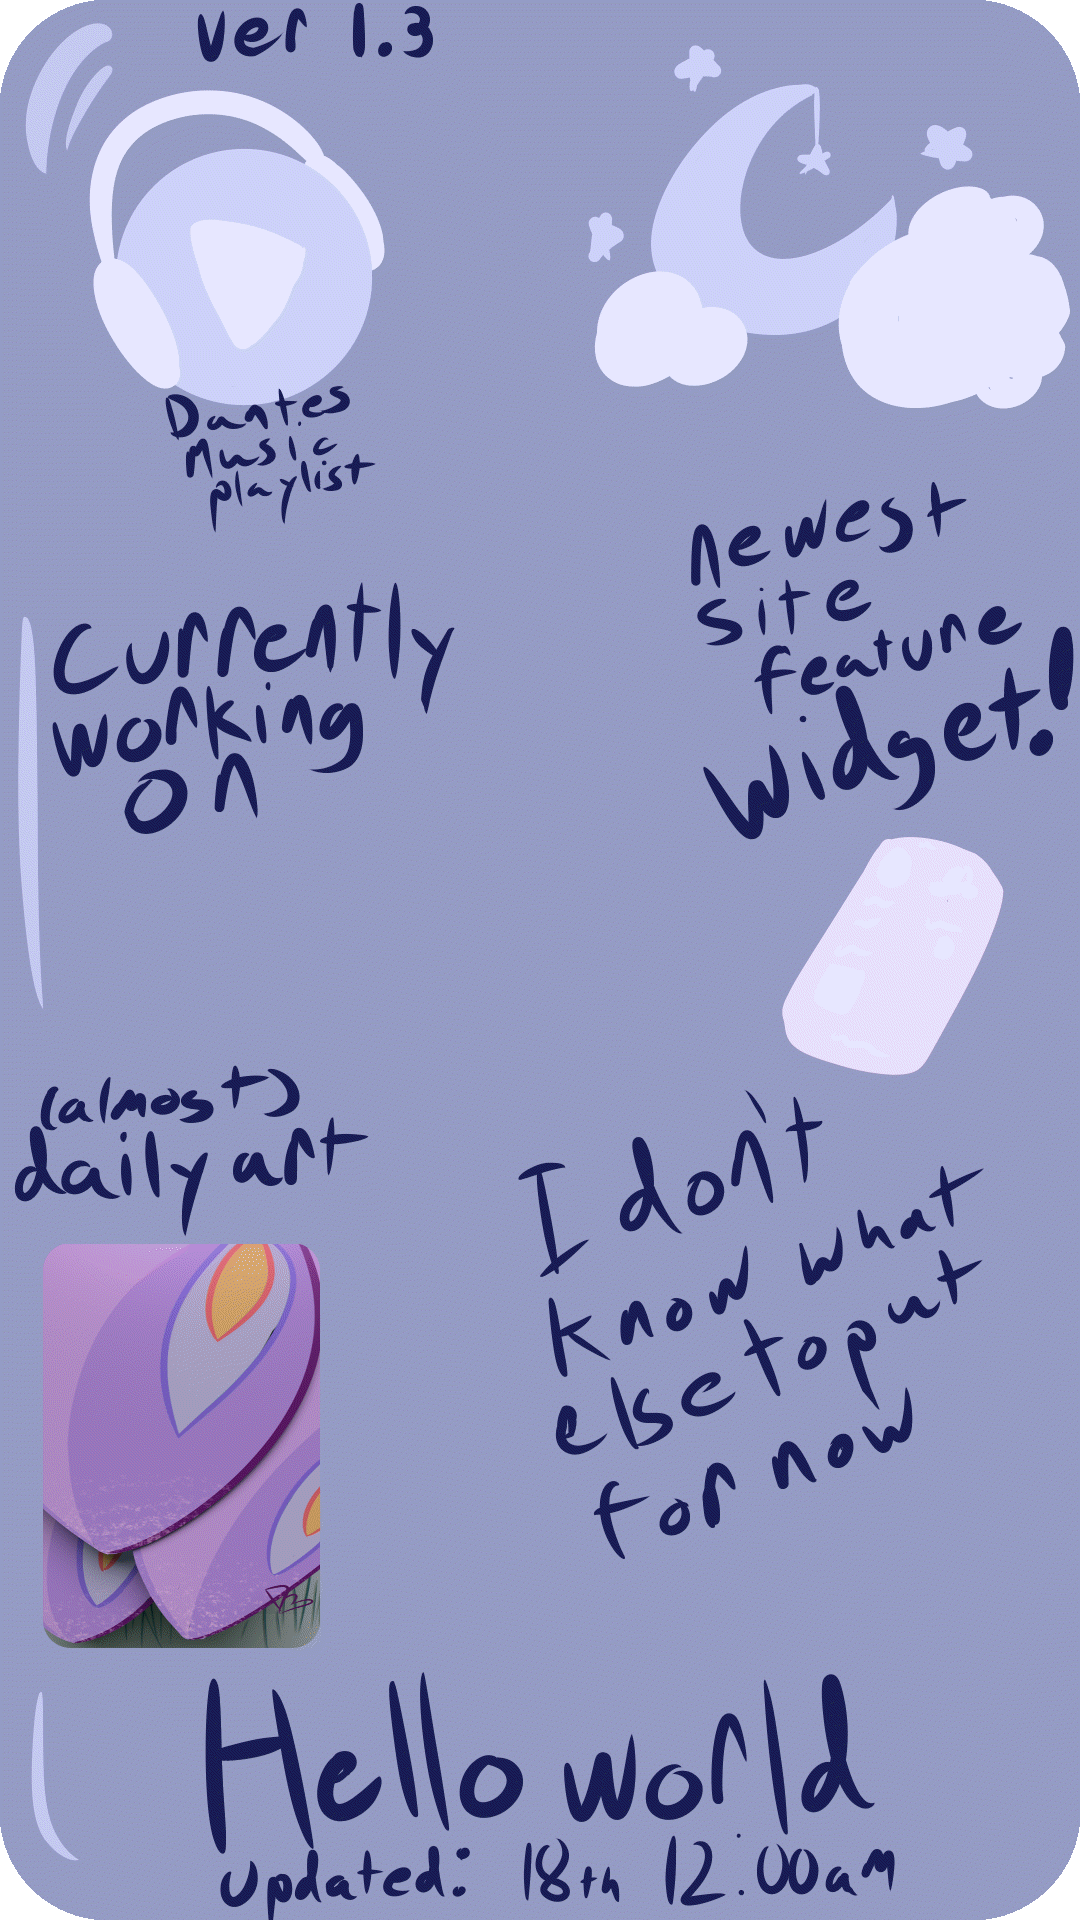 ver 1.3
Dantes
Music
playlist
newest
site
feature
widget!
Currently
working
on
(almost)
daily art
I don't
know what
else to put
for now
Hello world
updated: 18th 12:00am